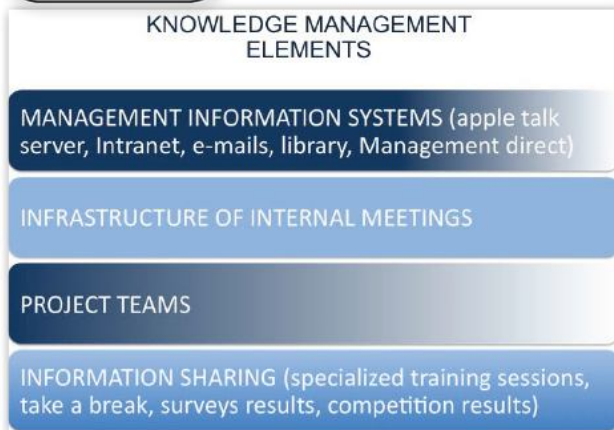 KNOWLEDGE MANAGEMENT
ELEMENTS
MANAGEMENT INFORMATION SYSTEMS (apple talk
server, Intranet, e-mails, library, Management direct)
INFRASTRUCTURE OF INTERNAL MEETINGS
PROJECT TEAMS
INFORMATION SHARING (specialized training sessions,
take a break, surveys results, competition results)